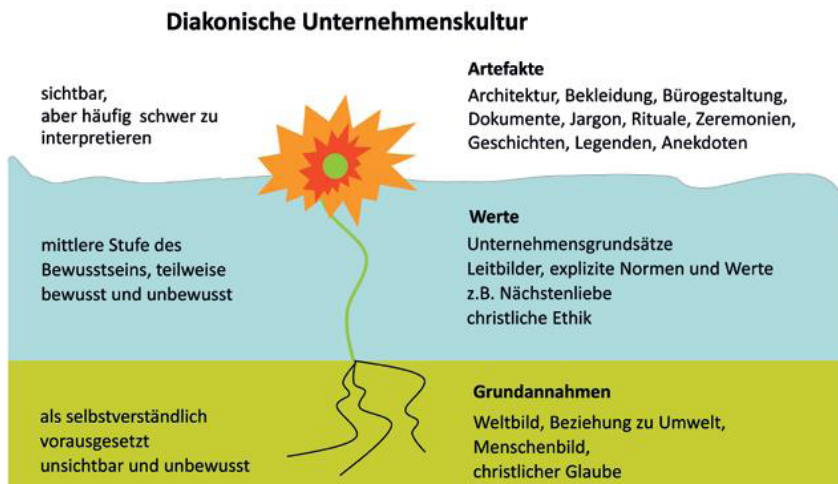 Diakonische Unternehmenskultur
sichtbar,
aber häufig schwer zu
interpretieren
Artefakte
Architektur, Bekleidung, Bürogestaltung,
Dokumente, Jargon, Rituale, Zeremonien,
Geschichten, Legenden, Anekdoten
mittlere Stufe des
Bewusstseins, teilweise
bewusst und unbewusst
Werte
Unternehmensgrundsätze
Leitbilder, explizite Normen und Werte
z.B. Nächstenliebe
christliche Ethik
als selbstverständlich
vorausgesetzt
unsichtbar und unbewusst
Grundannahmen
Weltbild, Beziehung zu Umwelt,
Menschenbild,
christlicher Glaube